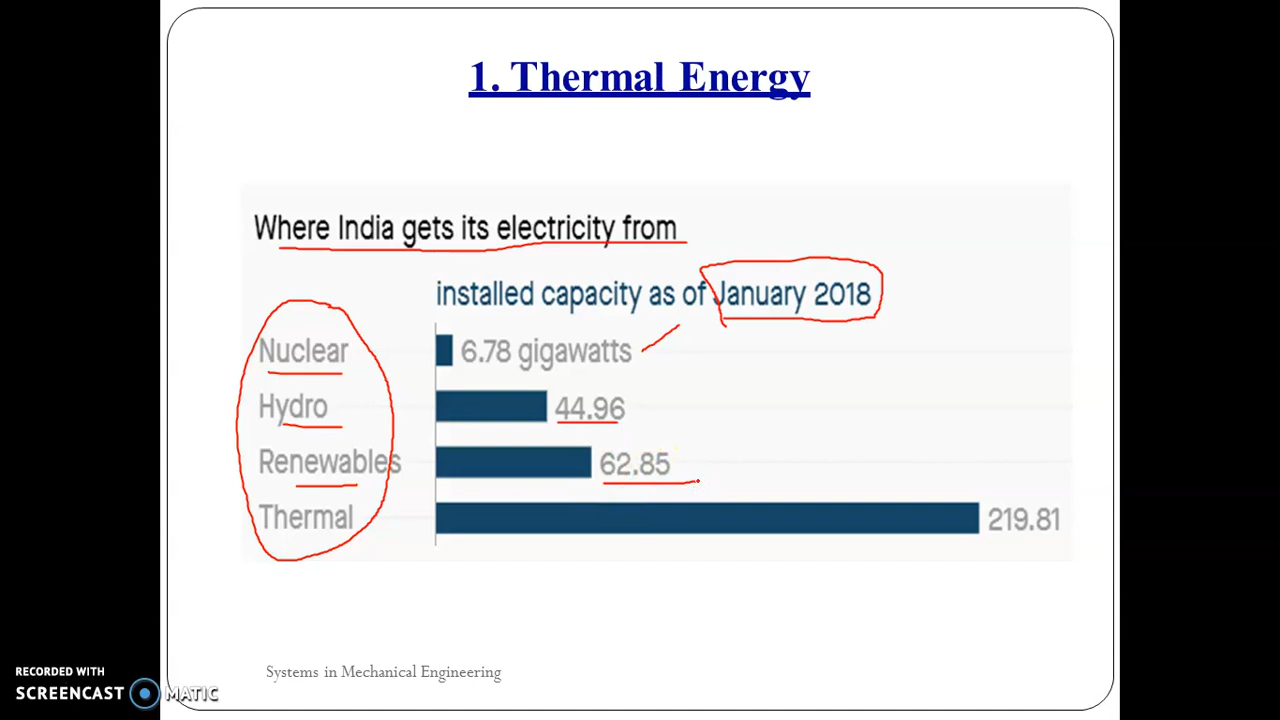 1. Thermal Energy
Where India gets its electricity from
installed capacity as of January 2018
Nuclear 6.78 gigawatts
Hydro 44.96
Renewables 62.85
Thermal 219.81
Systems in Mechanical Engineering
RECORDED WITH
SCREENCAST MATIC